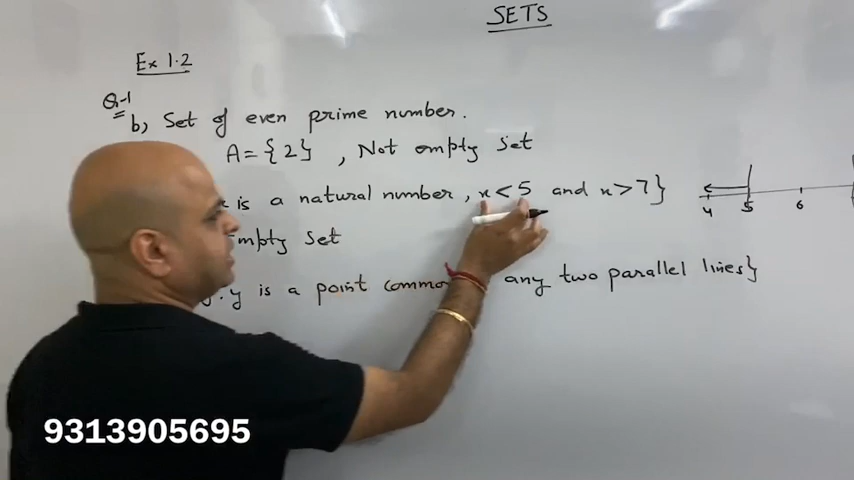 SETS
Ex 1.2
Q-1
b, Set of even prime number.
A = {2} , Not empty set
x is a natural number, x < 5 and x > 7}
4 5 6
mpty set
y is a point common any two parallel lines}
9313905695